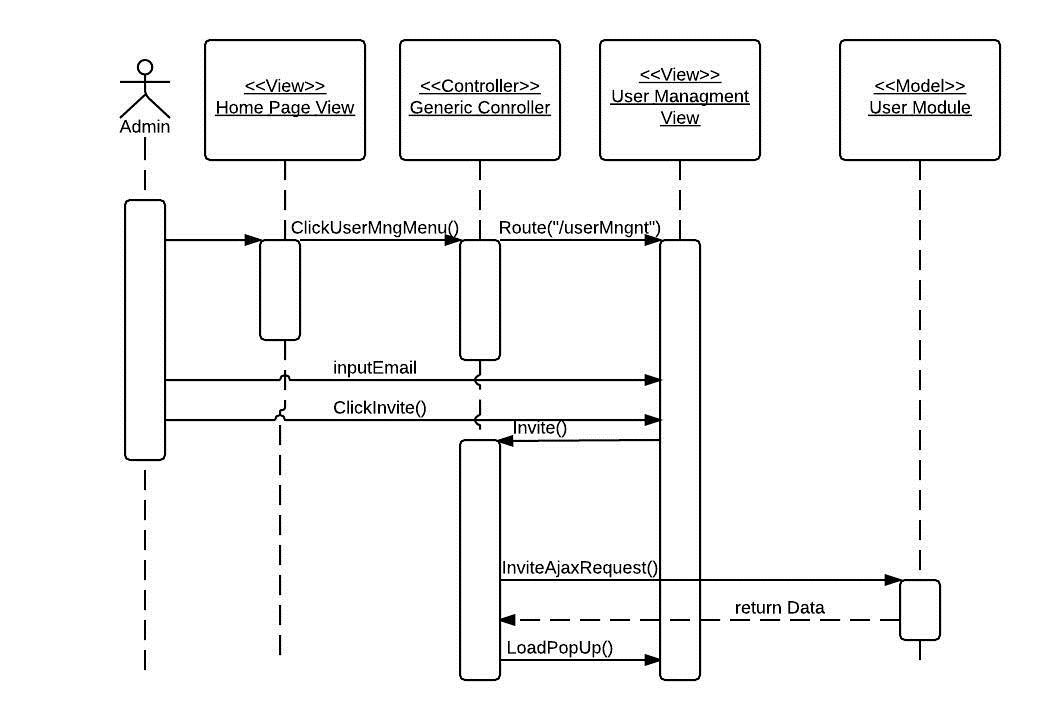 Admin
<<View>>
Home Page View
<<Controller>>
Generic Conroller
<<View>>
User Managment
View
<<Model>>
User Module
ClickUserMngMenu()
Route("/userMngnt")
inputEmail
ClickInvite()
Invite()
InviteAjaxRequest()
return Data
LoadPopUp()